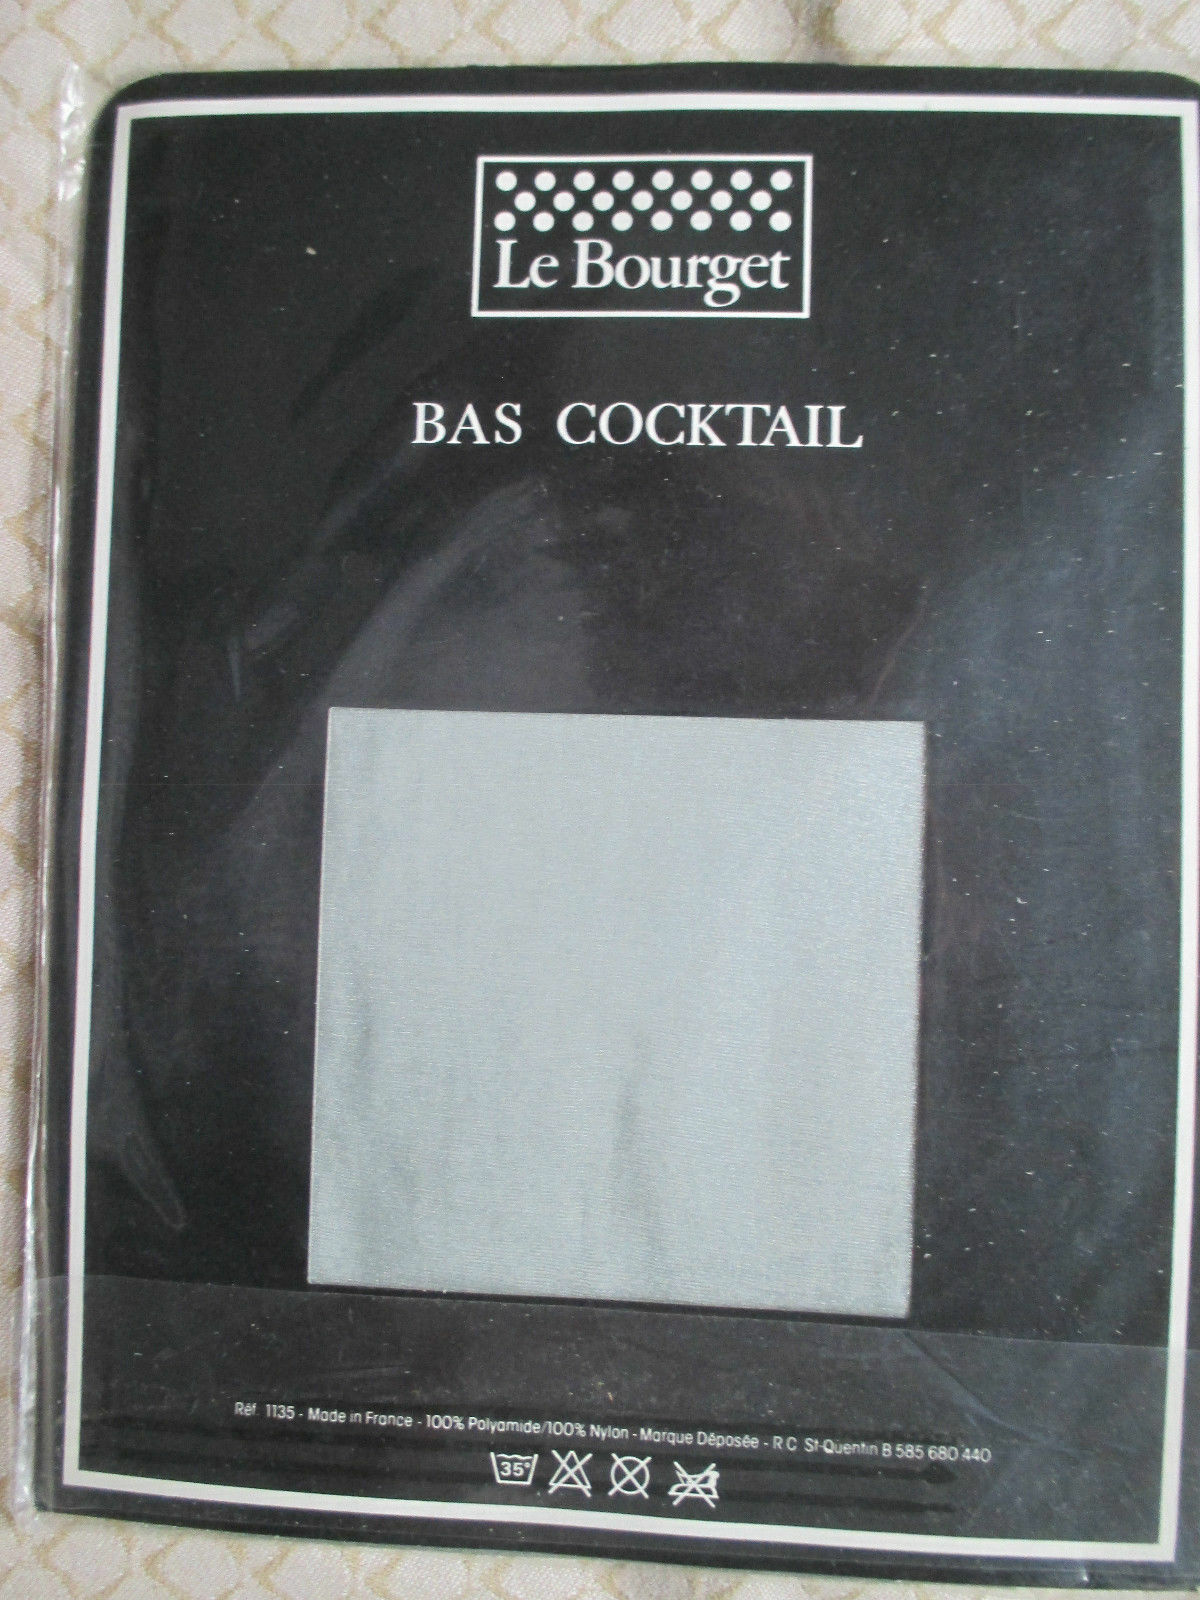 Le Bourget
BAS COCKTAIL
Réf. 1135 - Made in France - 100% Polyamide/100% Nylon - Marque Déposée - R C St-Quentin B 585 680 440
35°